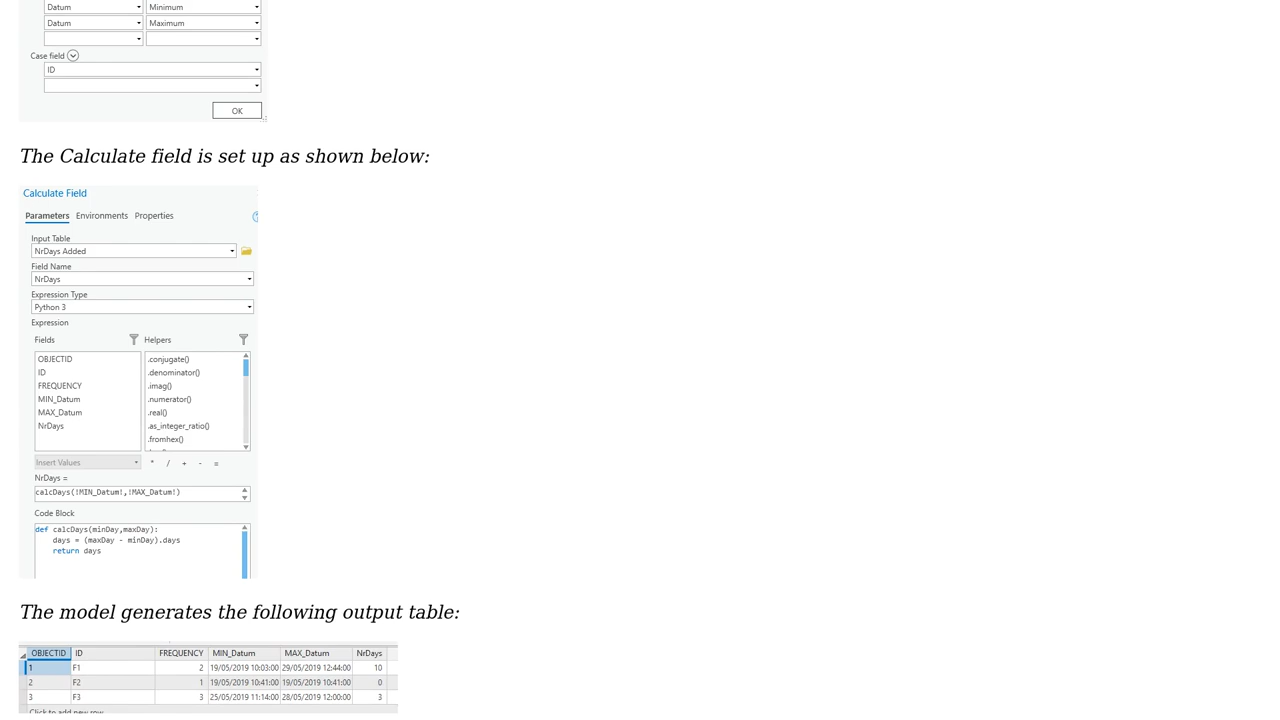 Datum Minimum
Datum Maximum
Case field
ID
OK
The Calculate field is set up as shown below:
Calculate Field
Parameters Environments Properties
Input Table
NrDays Added
Field Name
NrDays
Expression Type
Python 3
Expression
Fields Helpers
OBJECTID .conjugate()
ID .denominator()
FREQUENCY .imag()
MIN_Datum .numerator()
MAX_Datum .real()
NrDays .as_integer_ratio()
.fromhex()
Insert Values * / + - =
NrDays =
calcDays(!MIN_Datum!,!MAX_Datum!)
Code Block
def calcDays(minDay,maxDay):
days = (maxDay - minDay).days
return days
The model generates the following output table:
OBJECTID ID FREQUENCY MIN_Datum MAX_Datum NrDays
1 F1 2 19/05/2019 10:03:00 29/05/2019 12:44:00 10
2 F2 1 19/05/2019 10:41:00 19/05/2019 10:41:00 0
3 F3 3 25/05/2019 11:14:00 28/05/2019 12:00:00 3
Click to add new row